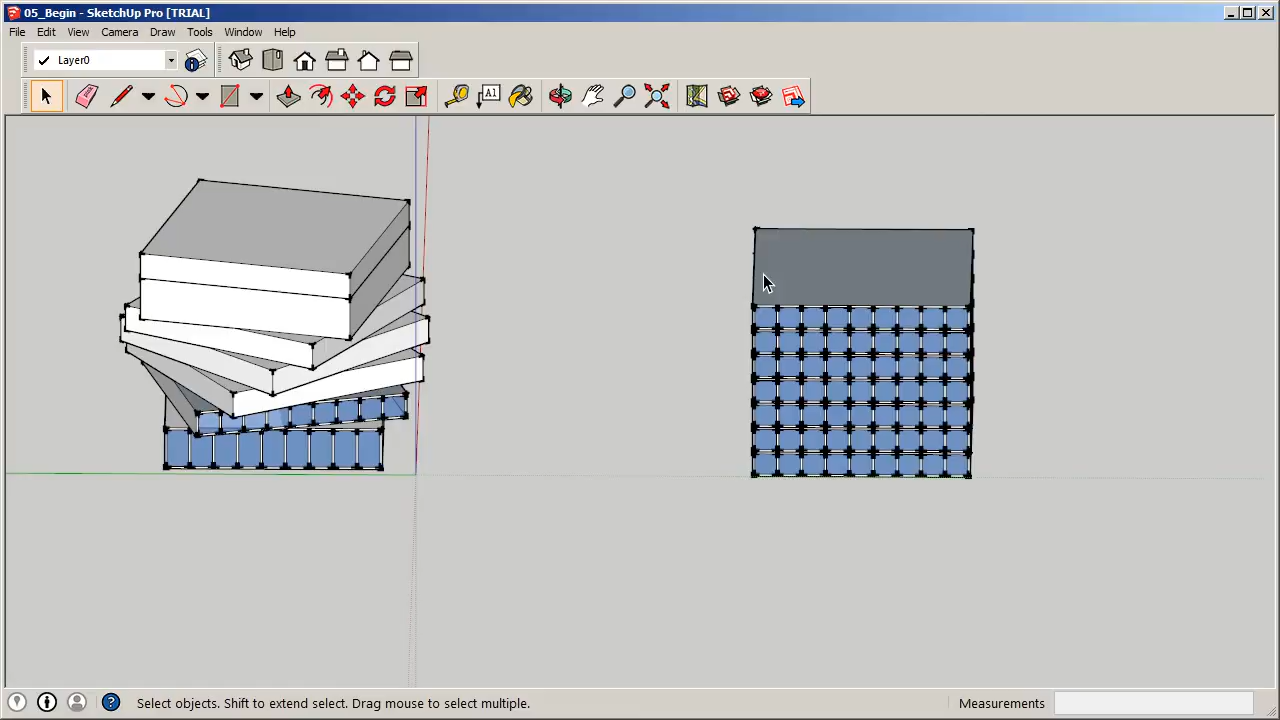 05_Begin - SketchUp Pro [TRIAL]
File Edit View Camera Draw Tools Window Help
Layer0
A1
Select objects. Shift to extend select. Drag mouse to select multiple.
Measurements